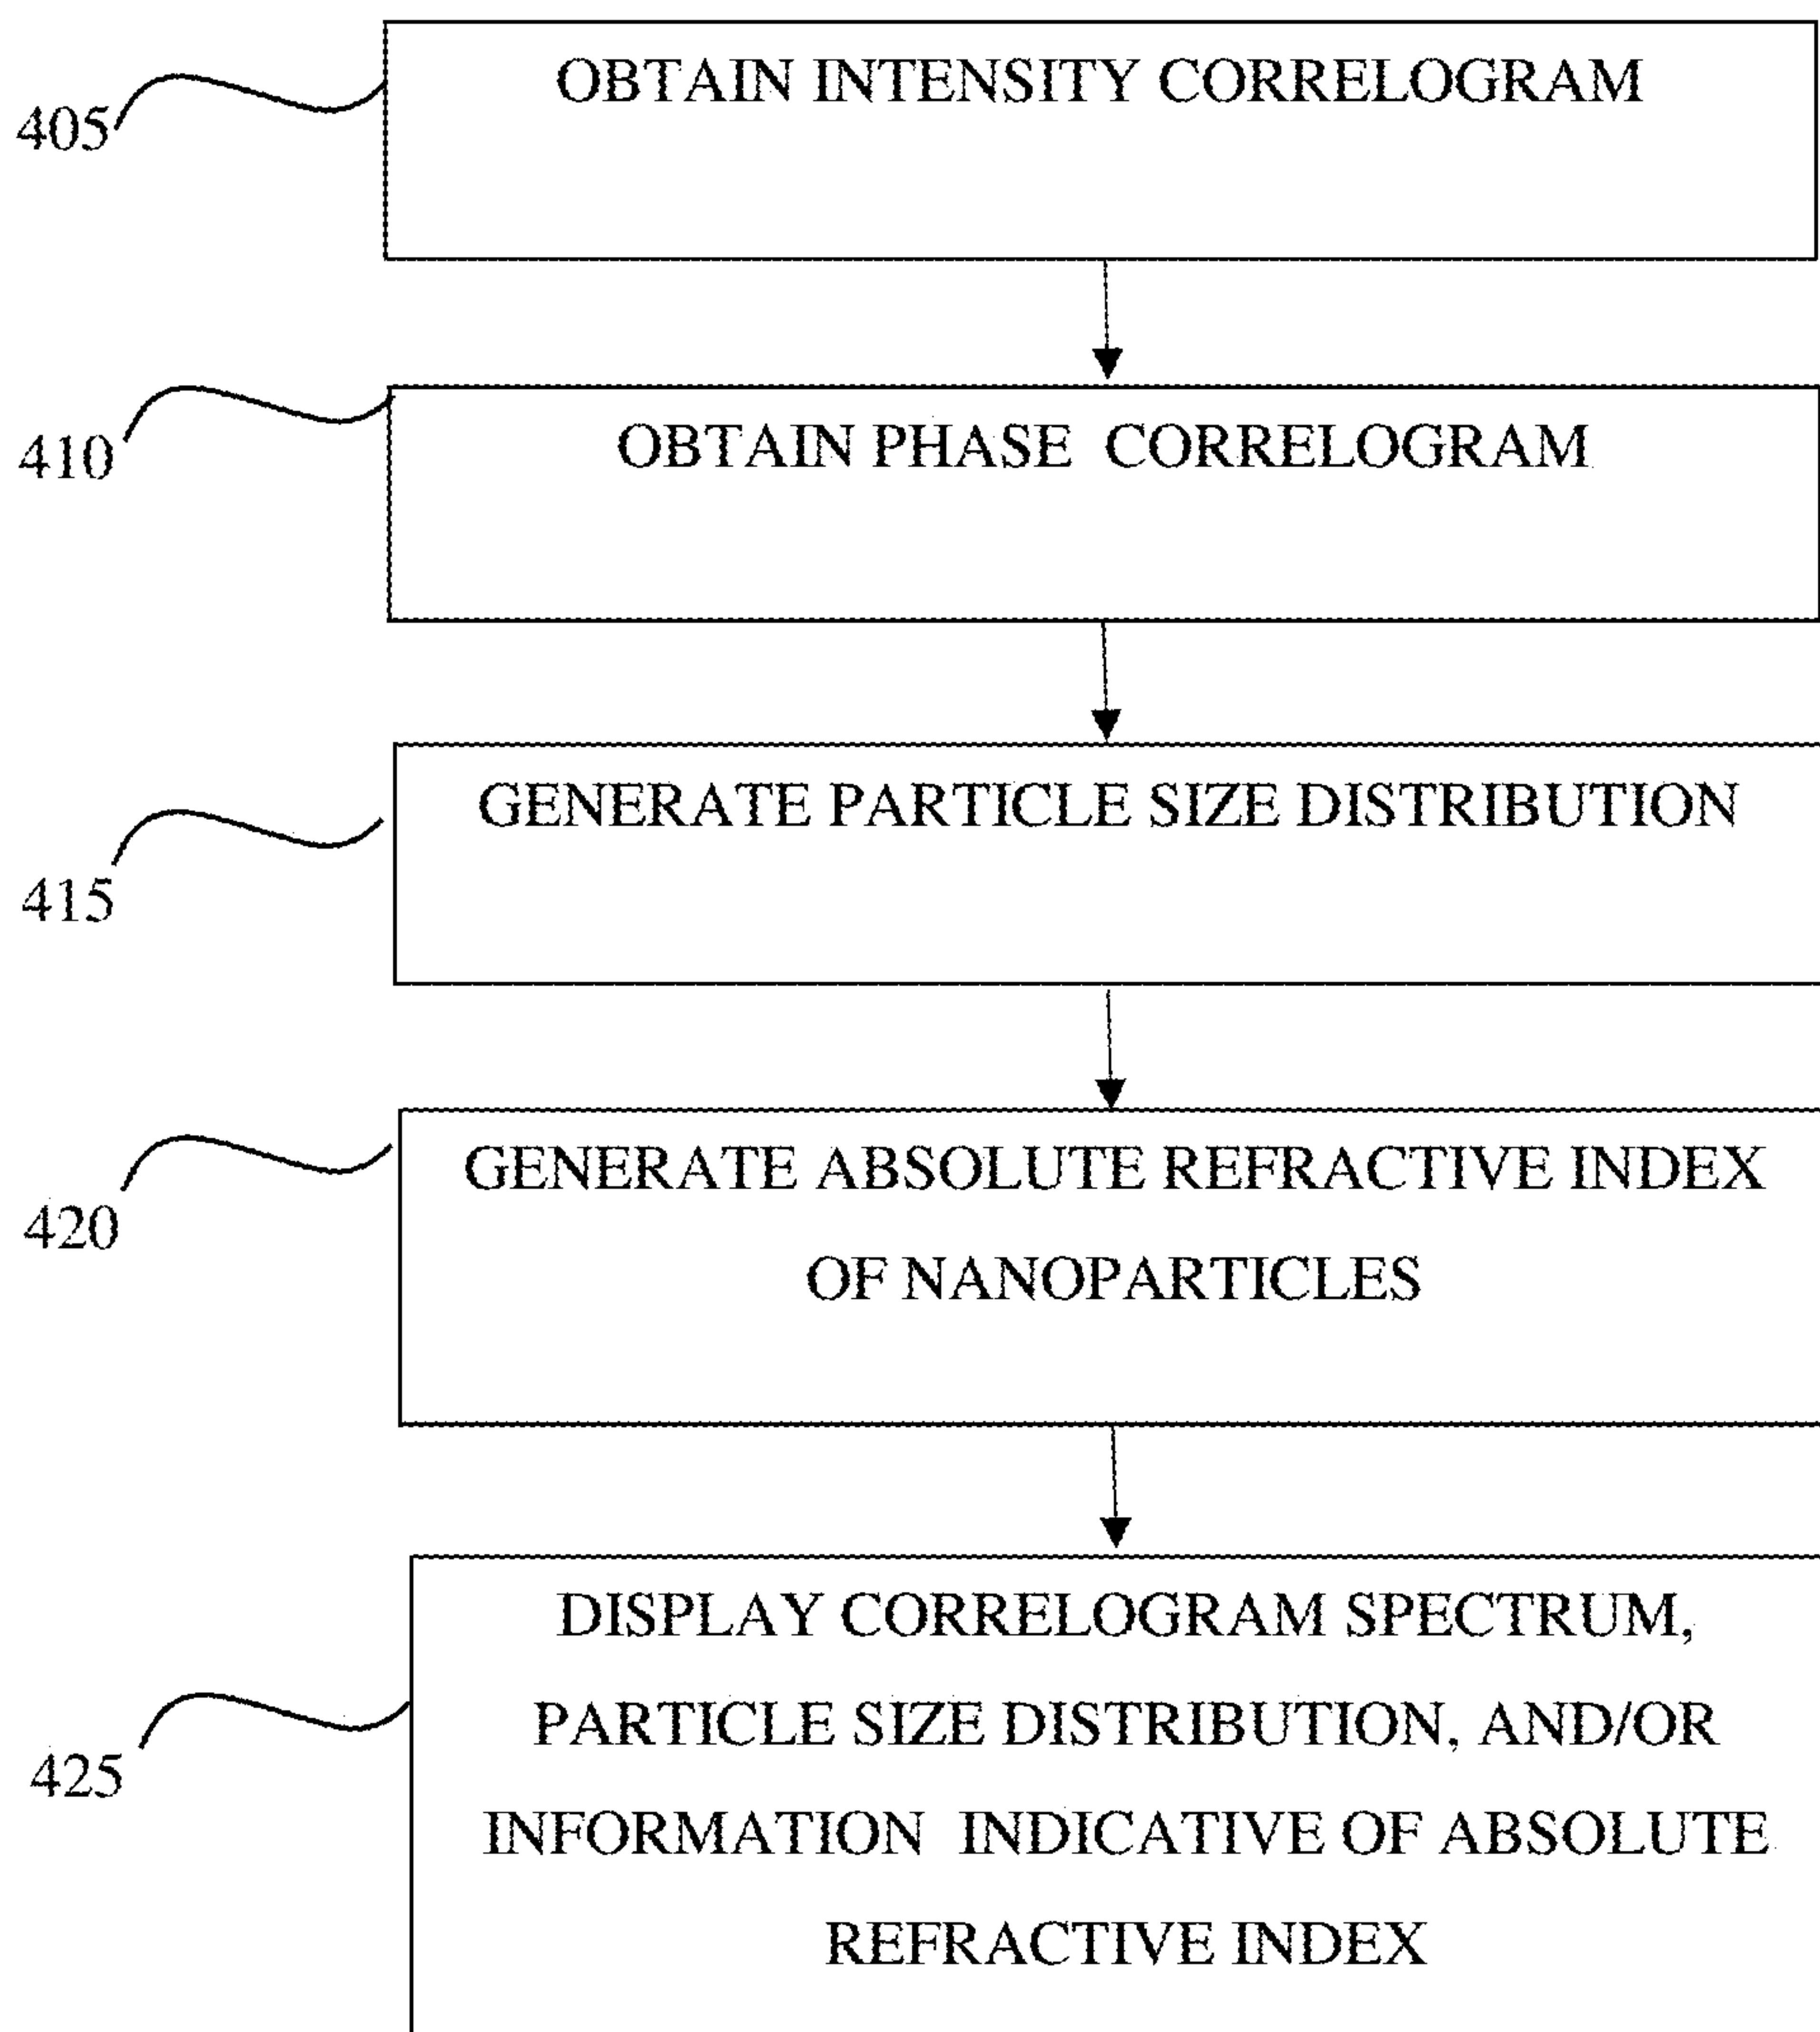 OBTAIN INTENSITY CORRELOGRAM
405
OBTAIN PHASE CORRELOGRAM
410
GENERATE PARTICLE SIZE DISTRIBUTION
415
GENERATE ABSOLUTE REFRACTIVE INDEX
OF NANOPARTICLES
420
DISPLAY CORRELOGRAM SPECTRUM,
PARTICLE SIZE DISTRIBUTION, AND/OR
INFORMATION INDICATIVE OF ABSOLUTE
REFRACTIVE INDEX
425